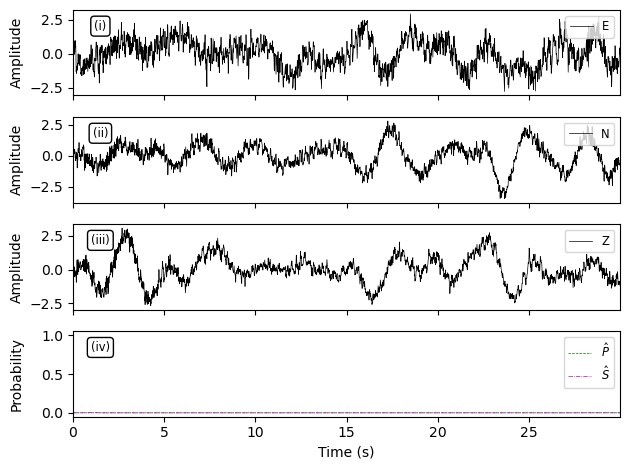 2.5
0.0
−2.5
Amplitude
(i)
E
2.5
0.0
−2.5
Amplitude
(ii)
N
2.5
0.0
−2.5
Amplitude
(iii)
Z
1.0
0.5
0.0
Probability
(iv)
P̂
Ŝ
0 5 10 15 20 25
Time (s)